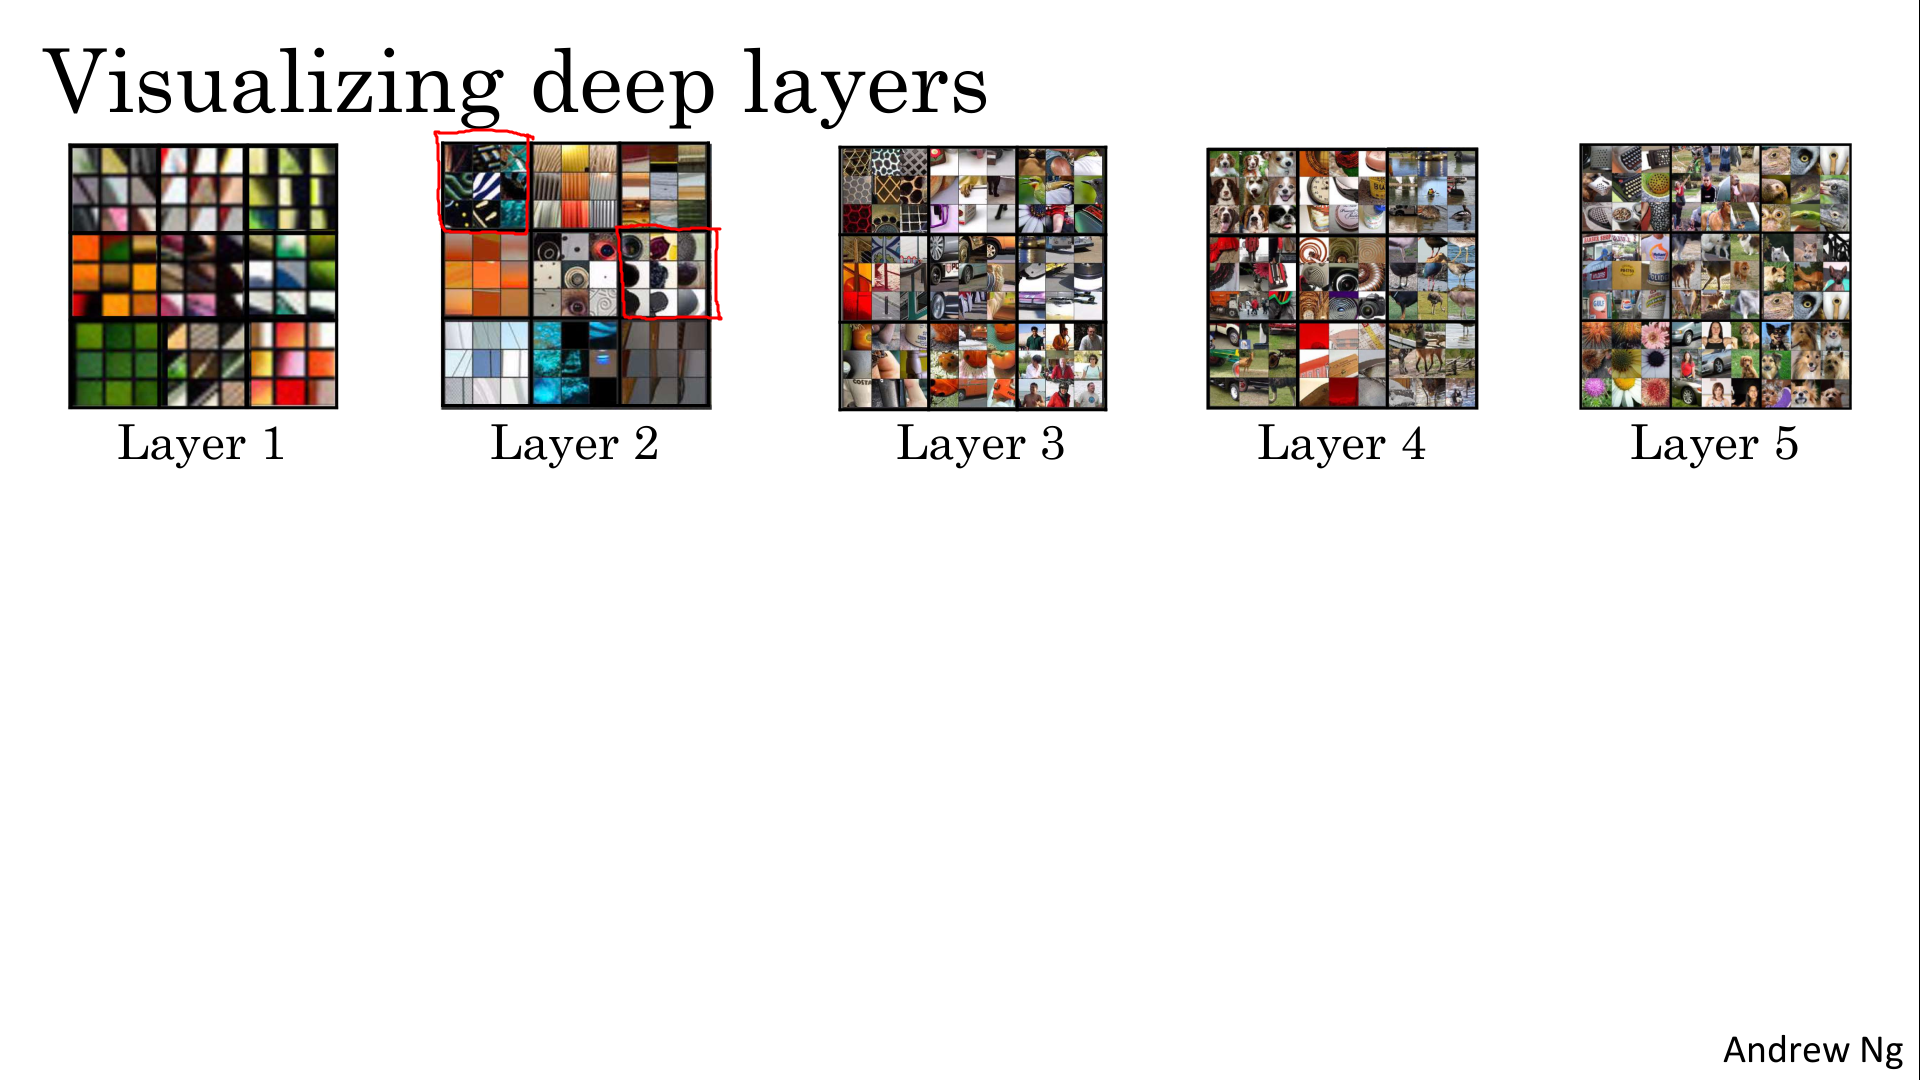 Visualizing deep layers
Layer 1
Layer 2
Layer 3
Layer 4
Layer 5
Andrew Ng